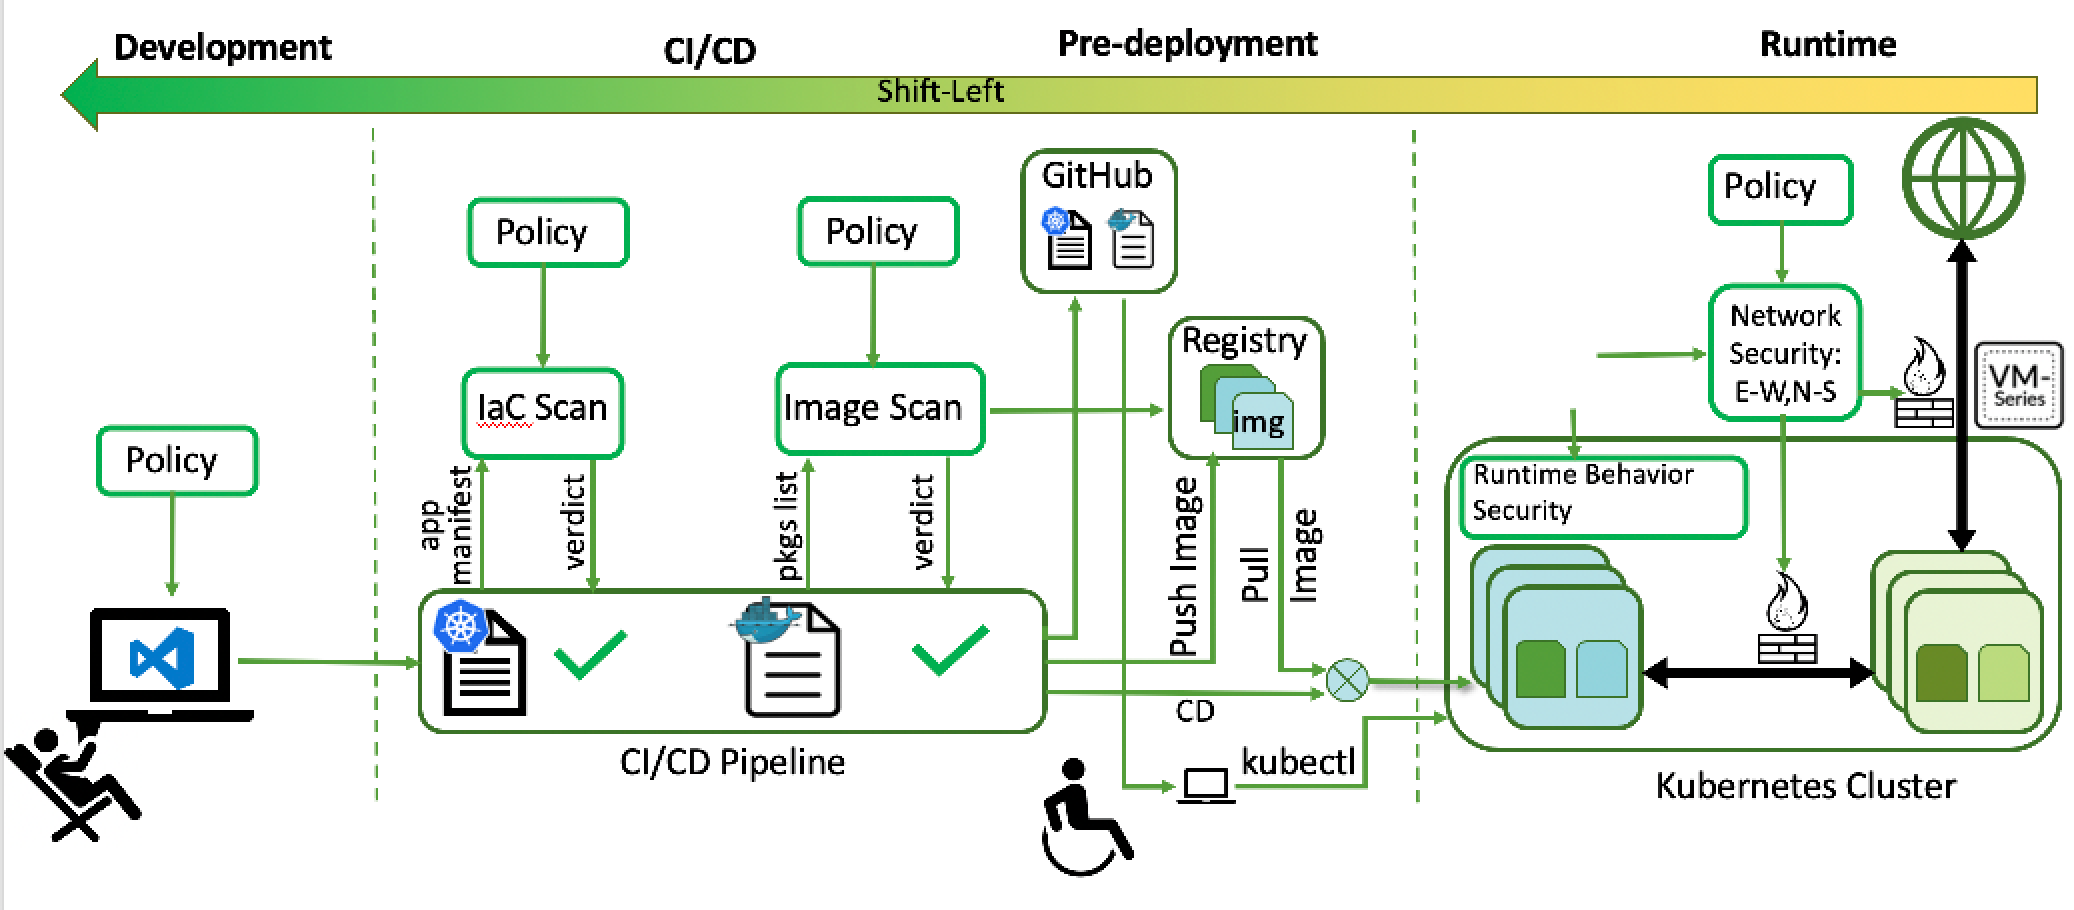 Development
CI/CD
Pre-deployment
Runtime
Shift-Left
Policy
Policy
Policy
Policy
GitHub
Registry
img
IaC Scan
Image Scan
Network
Security:
E-W,N-S
VM-
Series
app
manifest
verdict
pkgs list
verdict
Push Image
Pull
Image
Runtime Behavior
Security
CD
kubectl
CI/CD Pipeline
Kubernetes Cluster